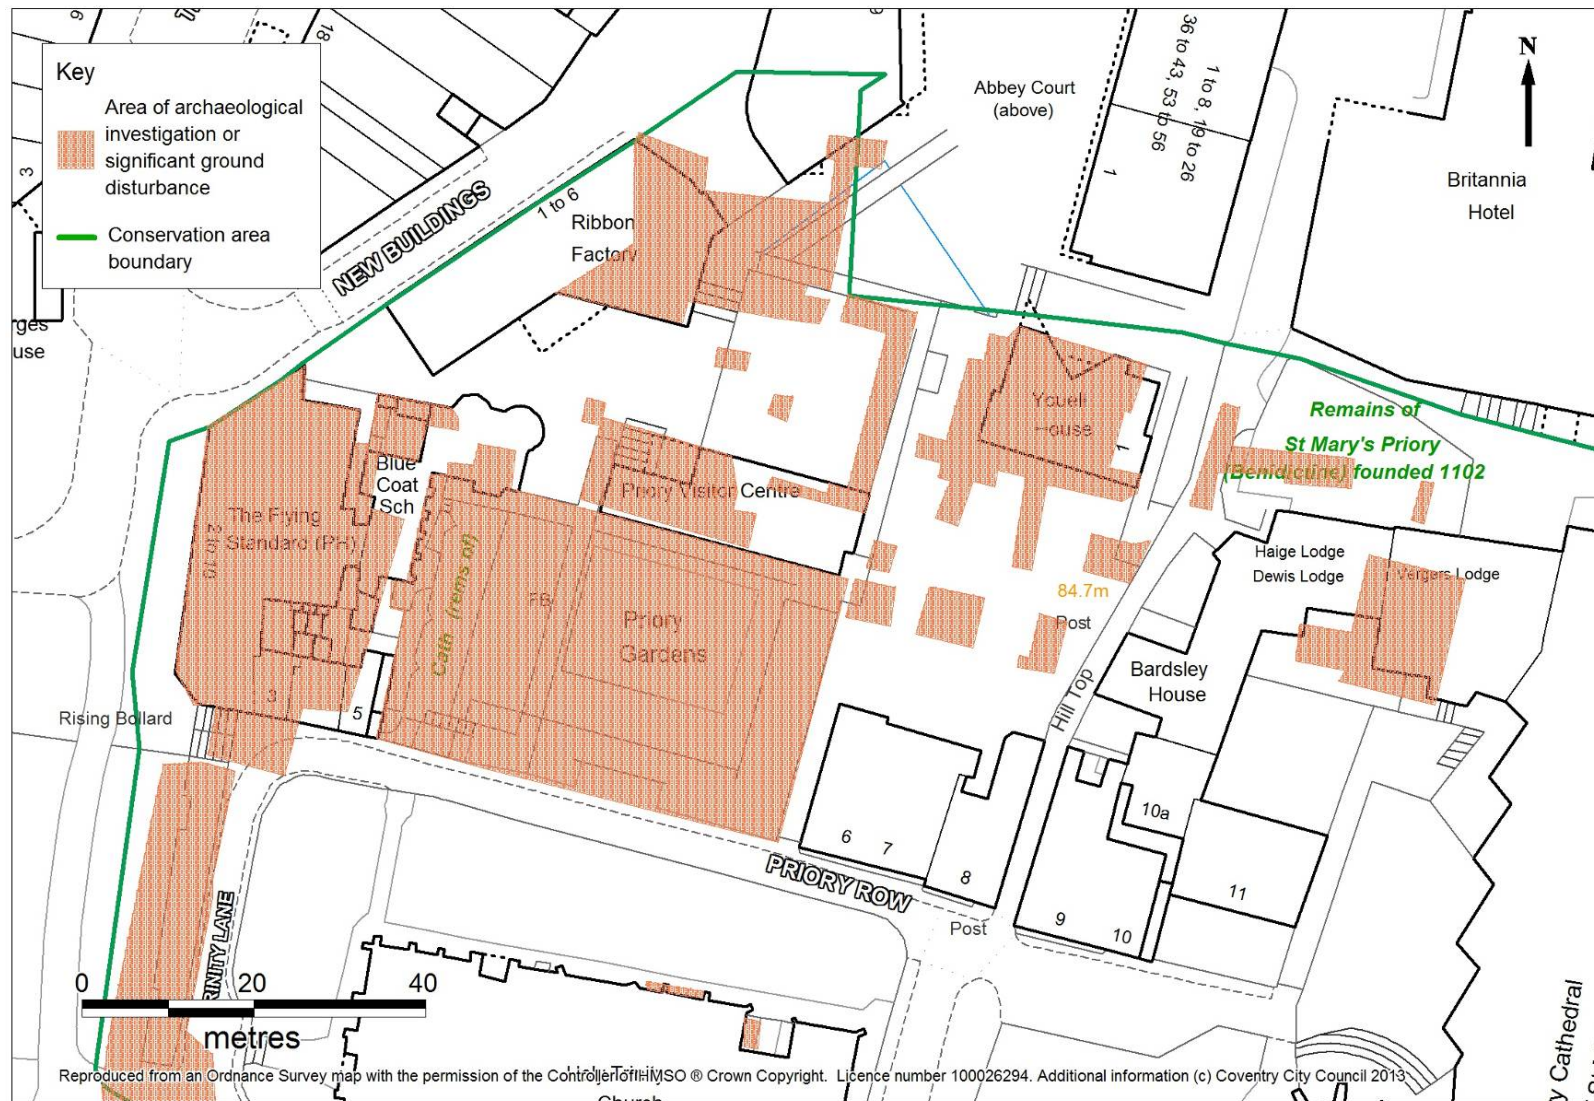 Key
Area of archaeological
investigation or
significant ground
disturbance
Conservation area
boundary
18
3
NEW BUILDINGS
1 to 6
Ribbon
Factory
Abbey Court
(above)
36 to 43, 53 to 56
1 to 8, 19 to 26
1
N
Britannia
Hotel
Youell
House
1
Remains of
St Mary's Priory
(Benidictine) founded 1102
Blue
Coat
Sch
Priory Visitor Centre
The Flying
Standard (PH)
2 to 10
Cath (rems of)
FB
Priory
Gardens
84.7m
Post
Haige Lodge
Dewis Lodge
Vergers Lodge
Bardsley
House
Hill Top
Rising Bollard
3
5
6
7
8
9
10
10a
11
PRIORY ROW
Post
TRINITY LANE
0 20 40
metres
Reproduced from an Ordnance Survey map with the permission of the Controller of HMSO ® Crown Copyright. Licence number 100026294. Additional information (c) Coventry City Council 2013
Church
y Cathedral